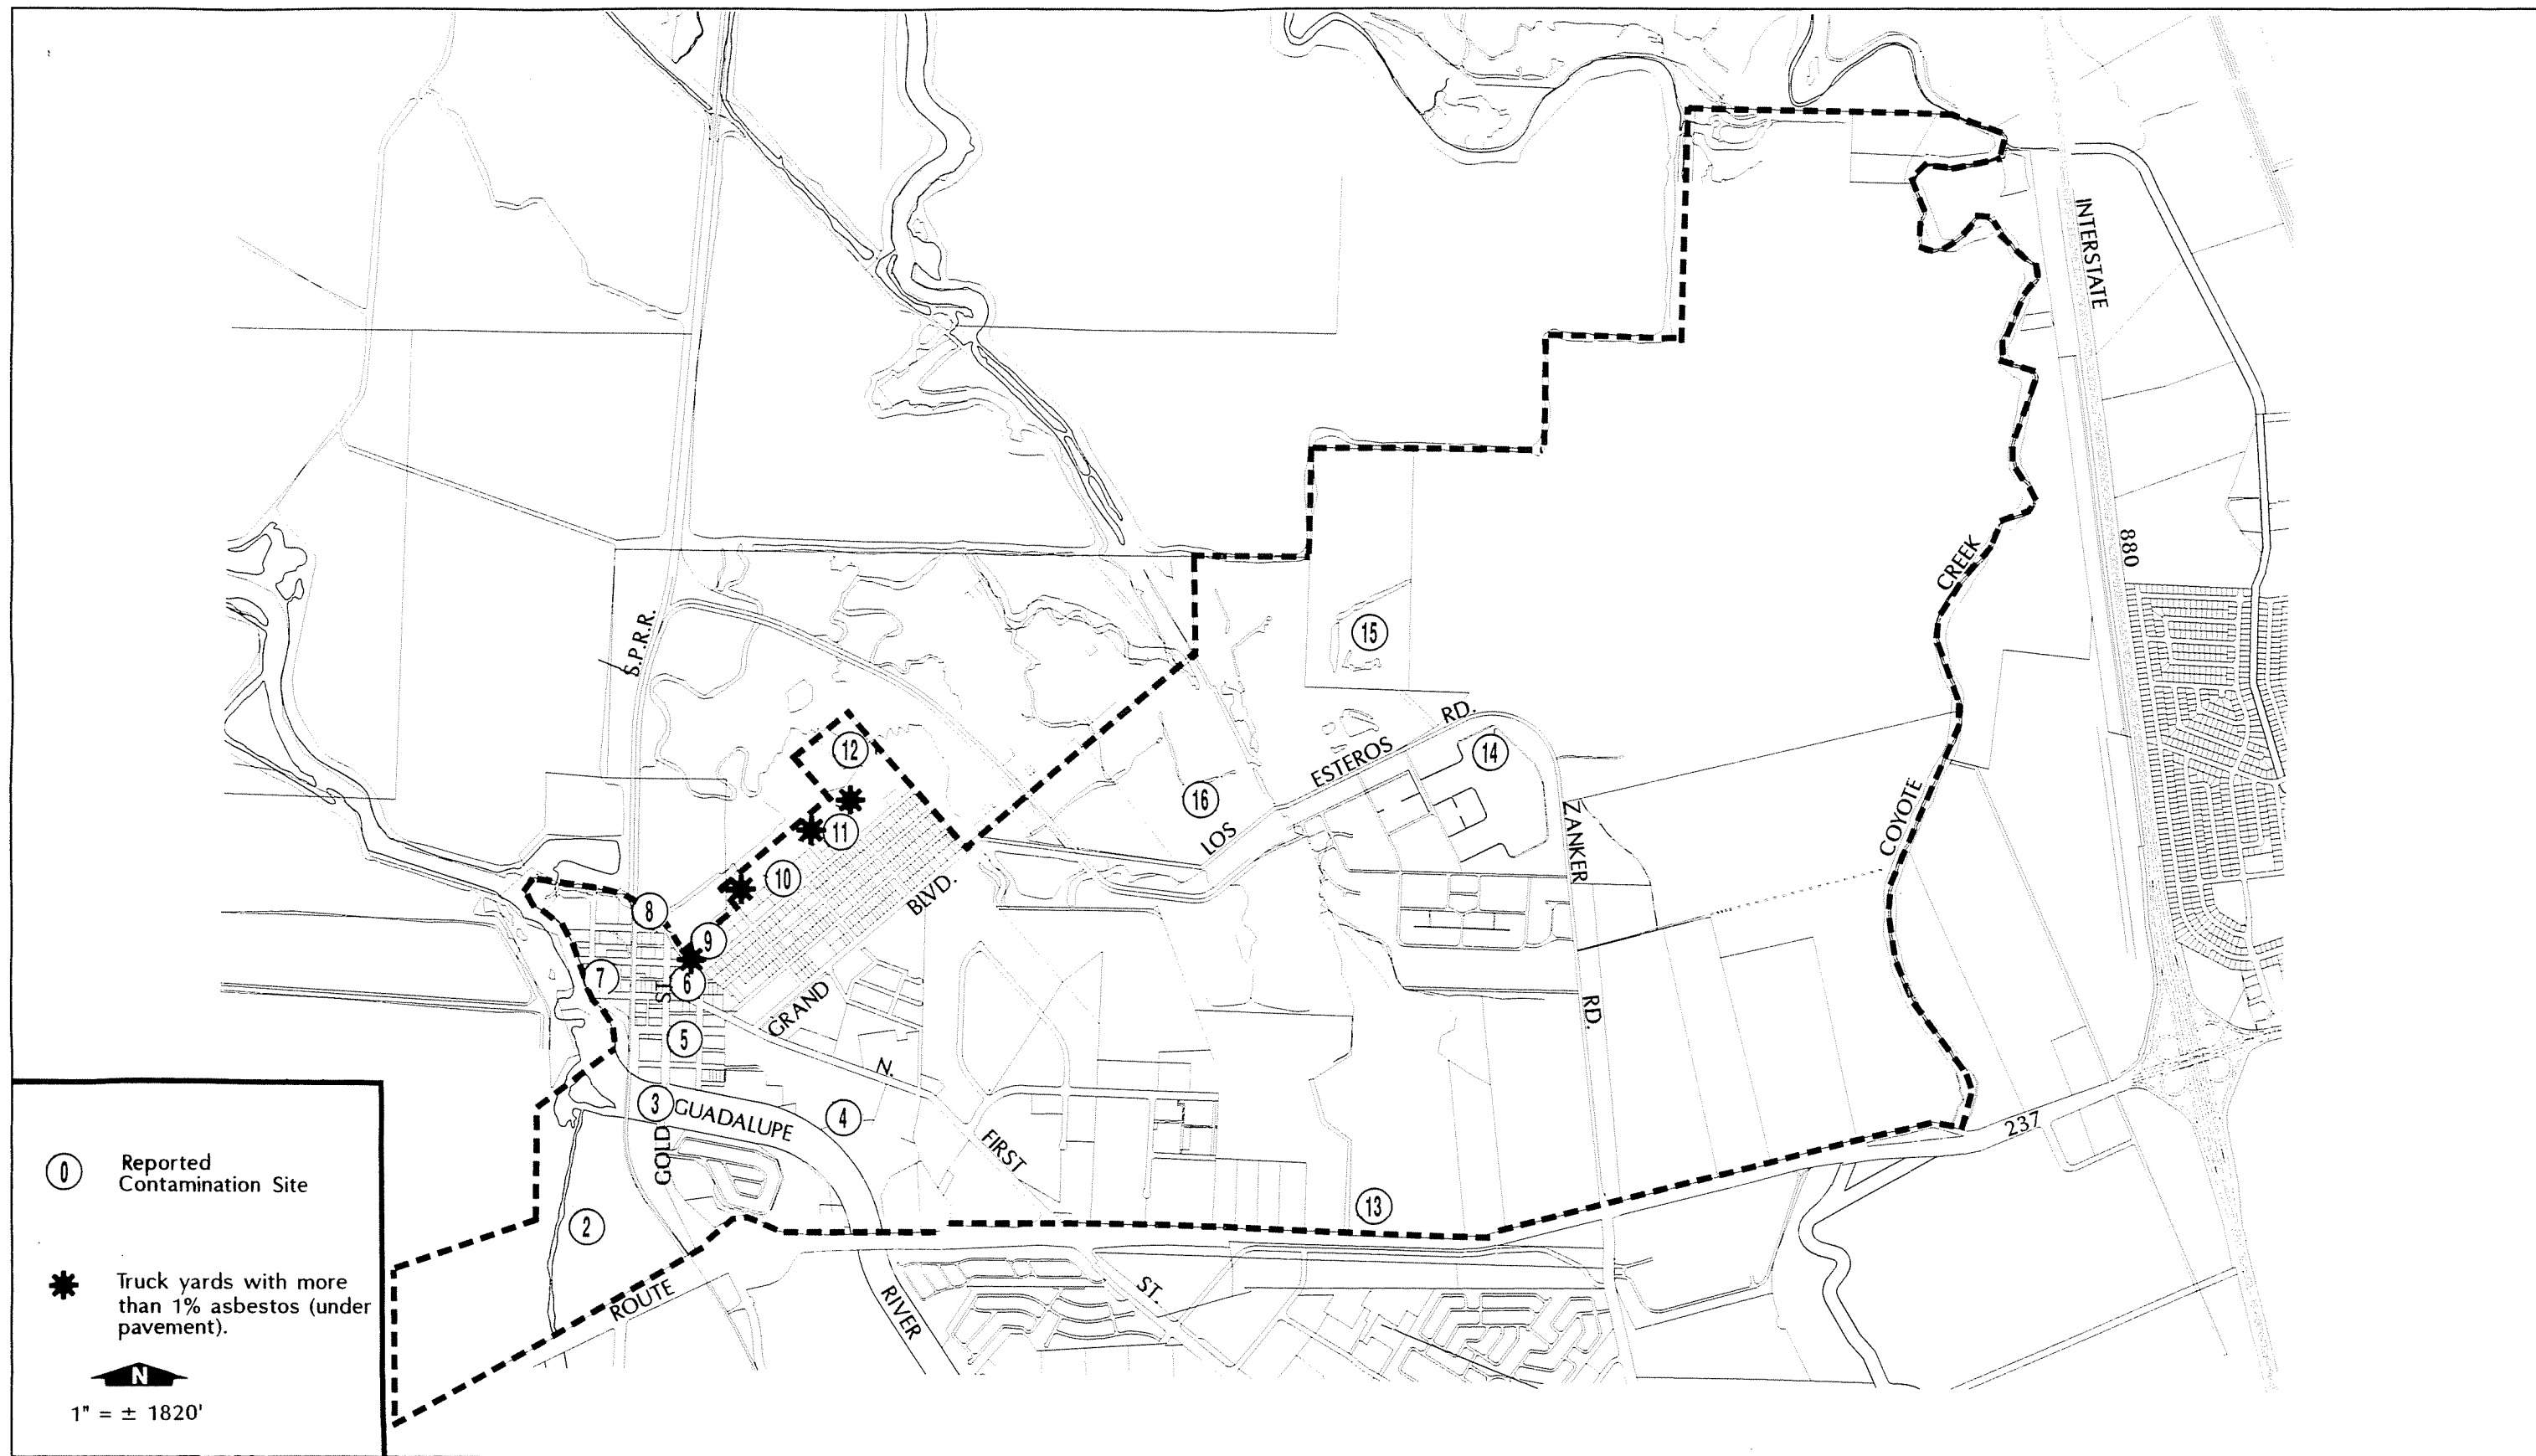 INTERSTATE
880
CREEK
COYOTE
S.P.R.R.
15
RD.
ESTEROS
LOS
14
12
16
11
ZANKER
RD.
10
BLVD.
GRAND
8
9
7
6
ST.
5
N.
FIRST
ST.
3
GUADALUPE
RIVER
4
GOLD
237
13
2
ROUTE
0
Reported
Contamination Site
Truck yards with more
than 1% asbestos (under
pavement).
N
1" = ± 1820'